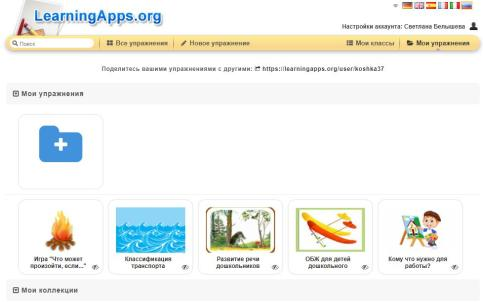 LearningApps.org
Настройки аккаунта: Светлана Белышева
Поиск
Все упражнения
Новое упражнение
Мои классы
Мои упражнения
Поделитесь вашими упражнениями с другими: https://learningapps.org/user/koshka37
Мои упражнения
Игра "Что может
произойти, если..."
Классификация
транспорта
Развитие речи
дошкольников
ОБЖ для детей
дошкольного
Кому что нужно для
работы?
Мои коллекции